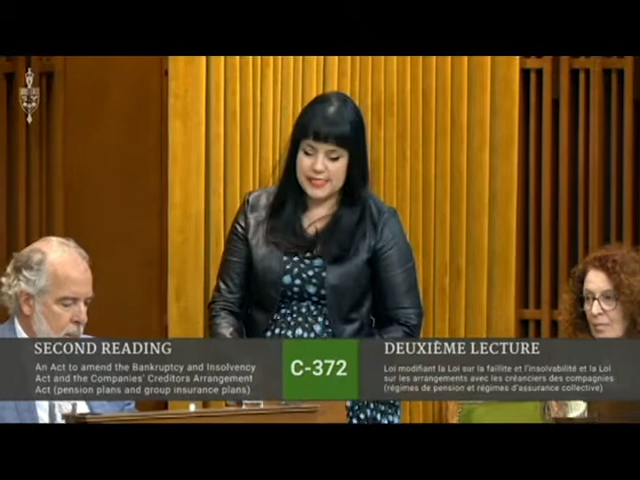 SECOND READING
An Act to amend the Bankruptcy and Insolvency
Act and the Companies' Creditors Arrangement
Act (pension plans and group insurance plans)
C-372
DEUXIÈME LECTURE
Loi modifiant la Loi sur la faillite et l'insolvabilité et la Loi
sur les arrangements avec les créanciers des compagnies
(régimes de pension et régimes d'assurance collective)